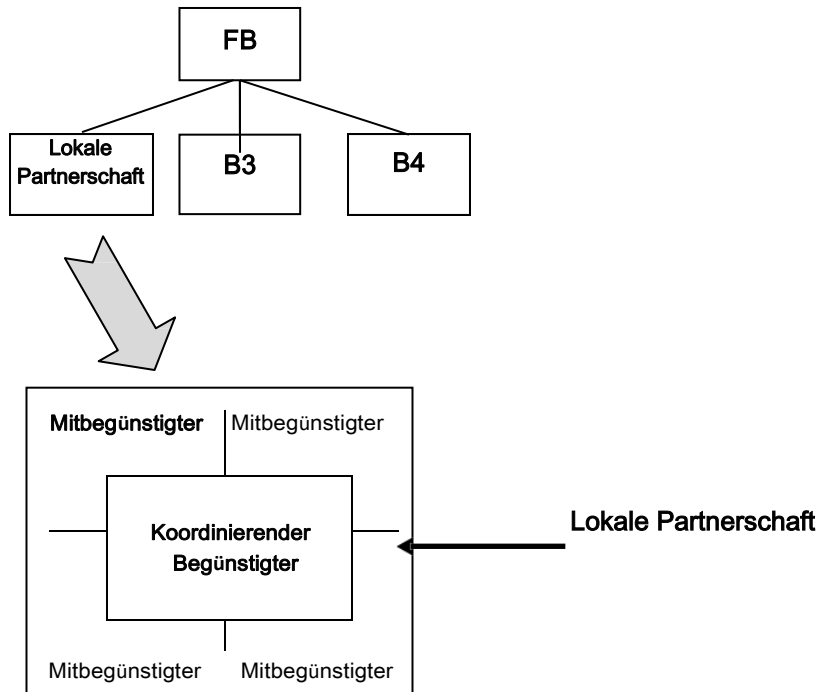 FB
Lokale
Partnerschaft
B3
B4
Mitbegünstigter
Mitbegünstigter
Koordinierender
Begünstigter
Lokale Partnerschaft
Mitbegünstigter
Mitbegünstigter